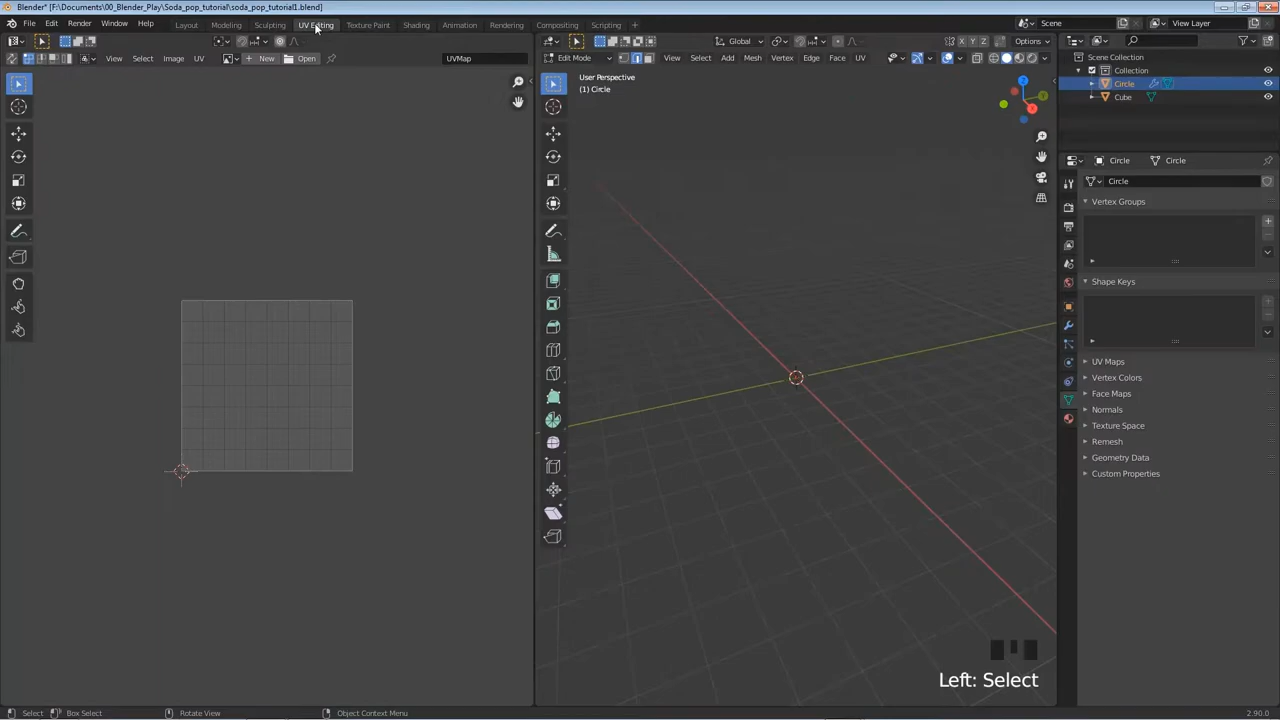 Blender* [F:\Documents\00_Blender_Play\Soda_pop_tutorial\soda_pop_tutorial1.blend]
File Edit Render Window Help Layout Modeling Sculpting UV Editing Texture Paint Shading Animation Rendering Compositing Scripting + Scene View Layer
Global X Y Z Options
View Select Image UV New Open UVMap Edit Mode View Select Add Mesh Vertex Edge Face UV
Scene Collection
Collection
Circle
Cube
User Perspective
(1) Circle
Circle Circle
Circle
Vertex Groups
Shape Keys
UV Maps
Vertex Colors
Face Maps
Normals
Texture Space
Remesh
Geometry Data
Custom Properties
Left: Select
Select Box Select Rotate View Object Context Menu 2.90.0